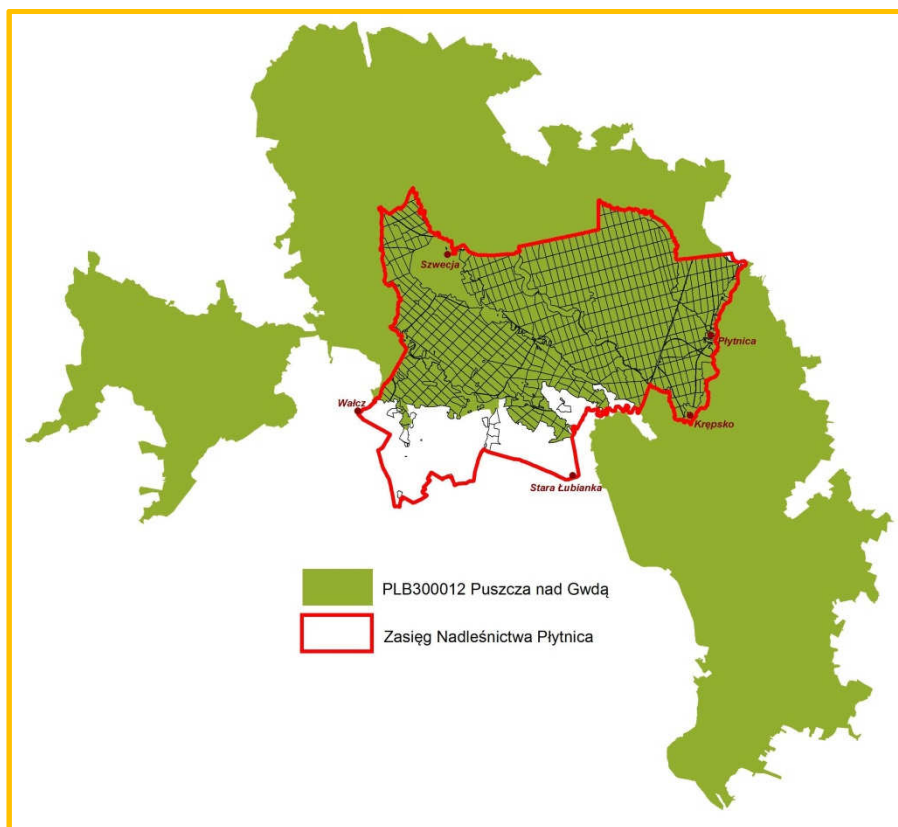 Szwecja
Płytnica
Wałcz
Krępsko
Stara Łubianka
PLB300012 Puszcza nad Gwdą
Zasięg Nadleśnictwa Płytnica